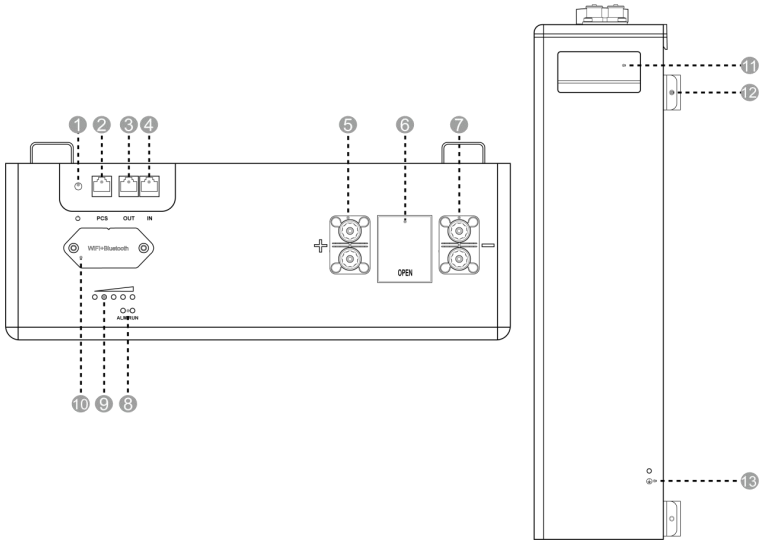 11
12
1 2 3 4 5 6 7
PCS OUT IN
WIFI+Bluetooth
+ −
OPEN
ALM RUN
10 9 8
13